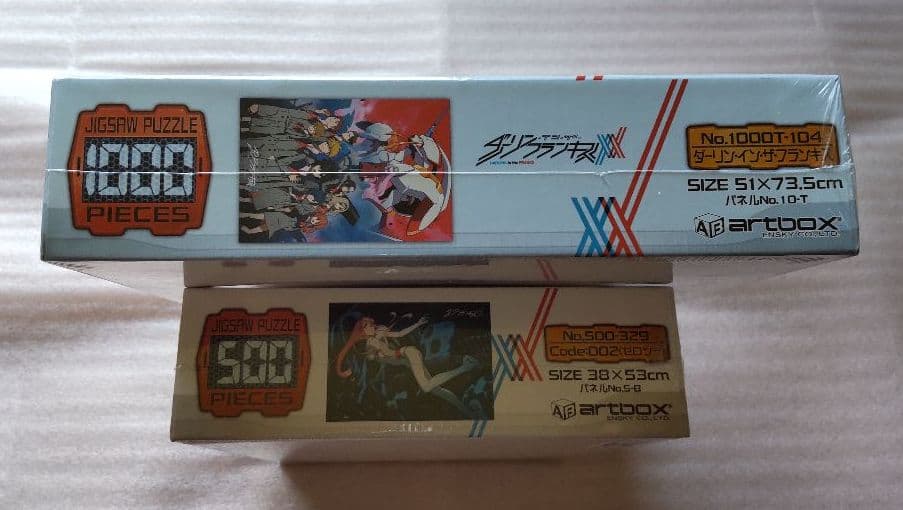 JIGSAW PUZZLE
1000
PIECES
ダーリン・イン・ザ・フランキス
No.1000T-104
ダーリン・イン・ザ・フランキス
SIZE 51×73.5cm
パネルNo.10-T
artbox
ENSKY CO.,LTD.
JIGSAW PUZZLE
500
PIECES
No.500-329
Code:002(ゼロツー)
SIZE 38×53cm
パネルNo.5-B
artbox
ENSKY CO.,LTD.